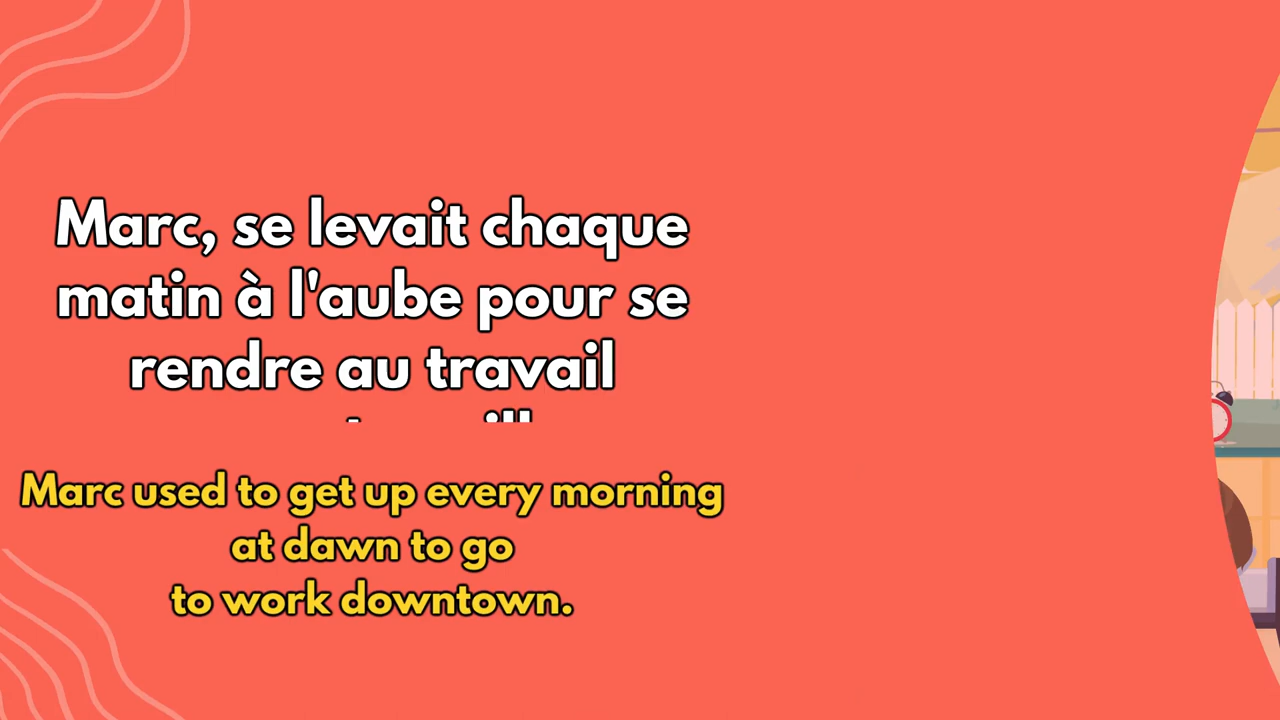 Marc, se levait chaque
matin à l'aube pour se
rendre au travail
Marc used to get up every morning
at dawn to go
to work downtown.